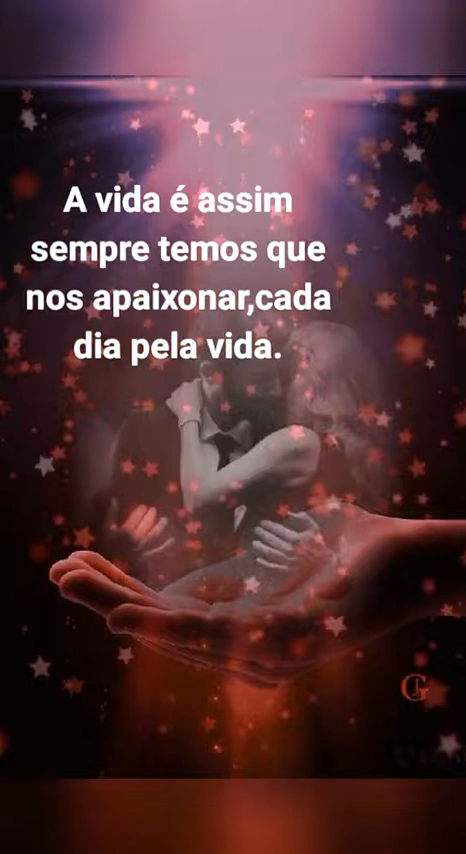 A vida é assim
sempre temos que
nos apaixonar,cada
dia pela vida.
G